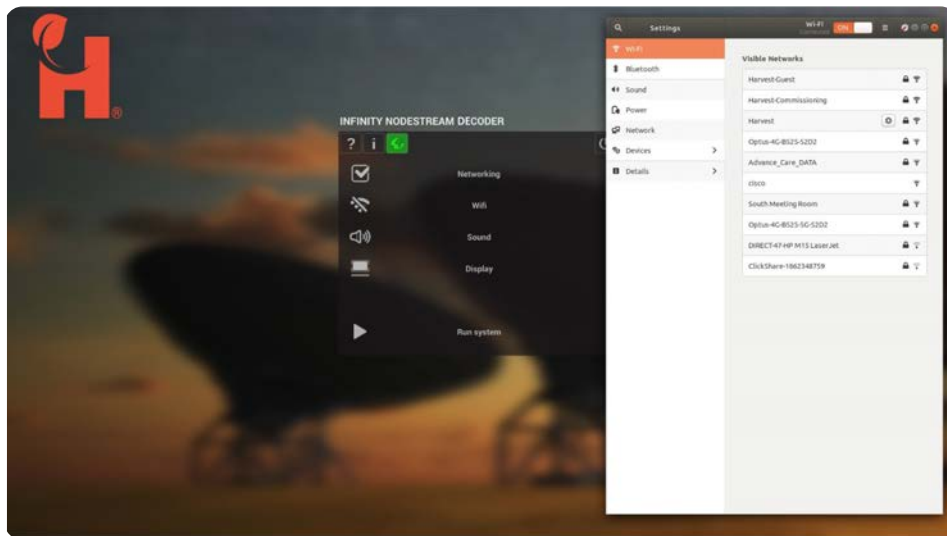 H
®
INFINITY NODESTREAM DECODER
? i
Networking
Wifi
Sound
Display
Run system
Settings
Wi-Fi
Connected
ON
Wi-Fi
Bluetooth
Sound
Power
Network
Devices
Details
Visible Networks
Harvest-Guest
Harvest-Commissioning
Harvest
Optus-4G-B525-52D2
Advance_Care_DATA
cisco
South Meeting Room
Optus-4G-B525-5G-52D2
DIRECT-47-HP M15 LaserJet
ClickShare-1862348759